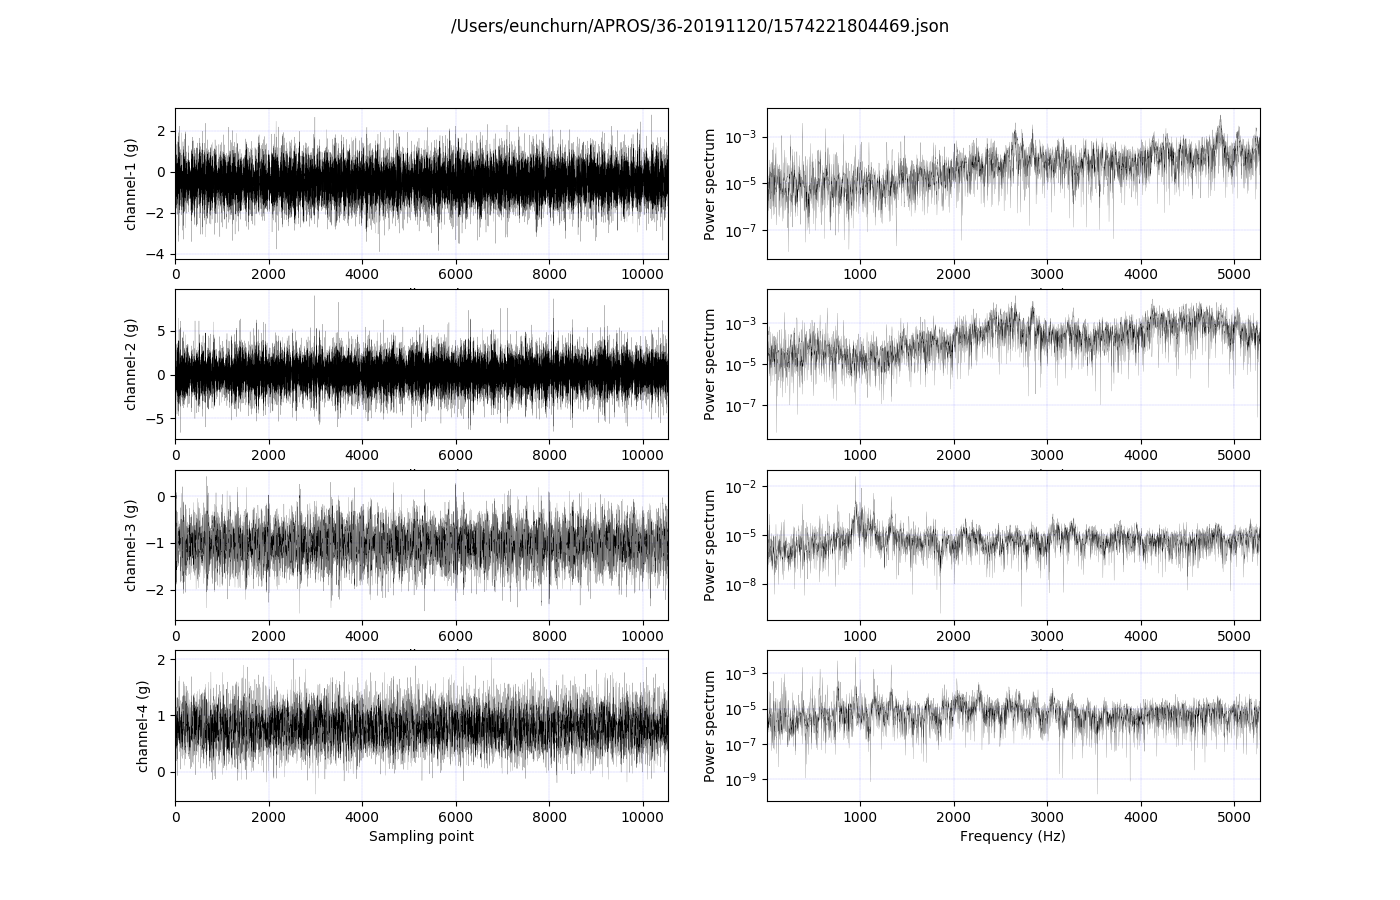 /Users/eunchurn/APROS/36-20191120/1574221804469.json
channel-1 (g)
2
0
−2
−4
0 2000 4000 6000 8000 10000
Power spectrum
10⁻³
10⁻⁵
10⁻⁷
1000 2000 3000 4000 5000
channel-2 (g)
5
0
−5
0 2000 4000 6000 8000 10000
Power spectrum
10⁻³
10⁻⁵
10⁻⁷
1000 2000 3000 4000 5000
channel-3 (g)
0
−1
−2
0 2000 4000 6000 8000 10000
Power spectrum
10⁻²
10⁻⁵
10⁻⁸
1000 2000 3000 4000 5000
channel-4 (g)
2
1
0
0 2000 4000 6000 8000 10000
Sampling point
Power spectrum
10⁻³
10⁻⁵
10⁻⁷
10⁻⁹
1000 2000 3000 4000 5000
Frequency (Hz)